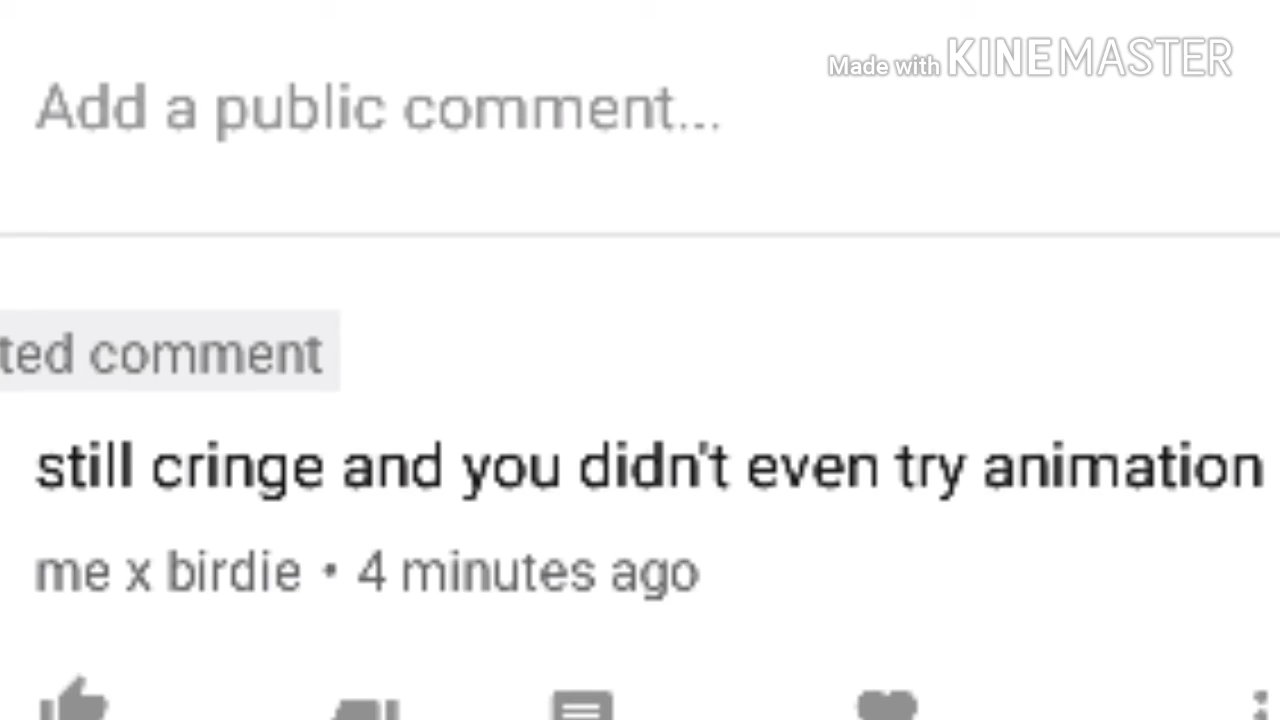 Made with KINEMASTER
Add a public comment...
ted comment
still cringe and you didn't even try animation
me x birdie • 4 minutes ago